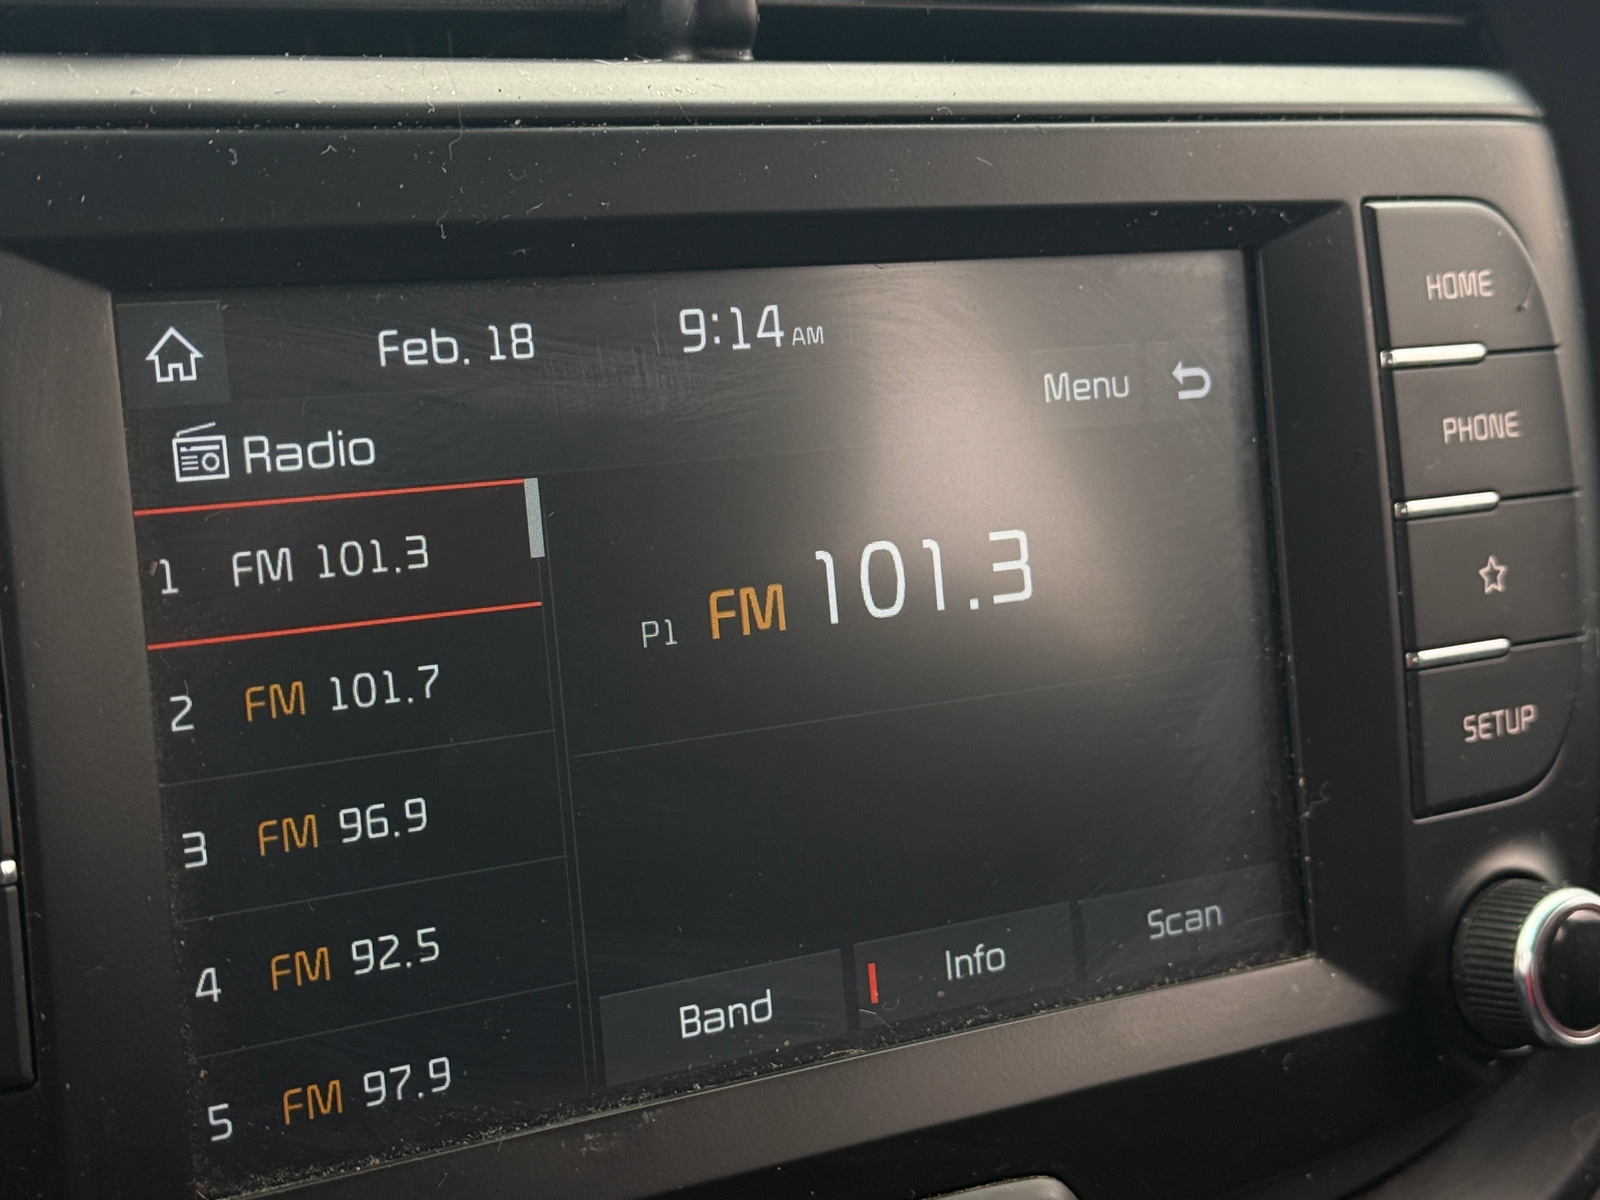 Feb. 18 9:14 AM
Menu
Radio
1 FM 101.3
2 FM 101.7
3 FM 96.9
4 FM 92.5
5 FM 97.9
P1 FM 101.3
Band Info Scan
HOME
PHONE
SETUP